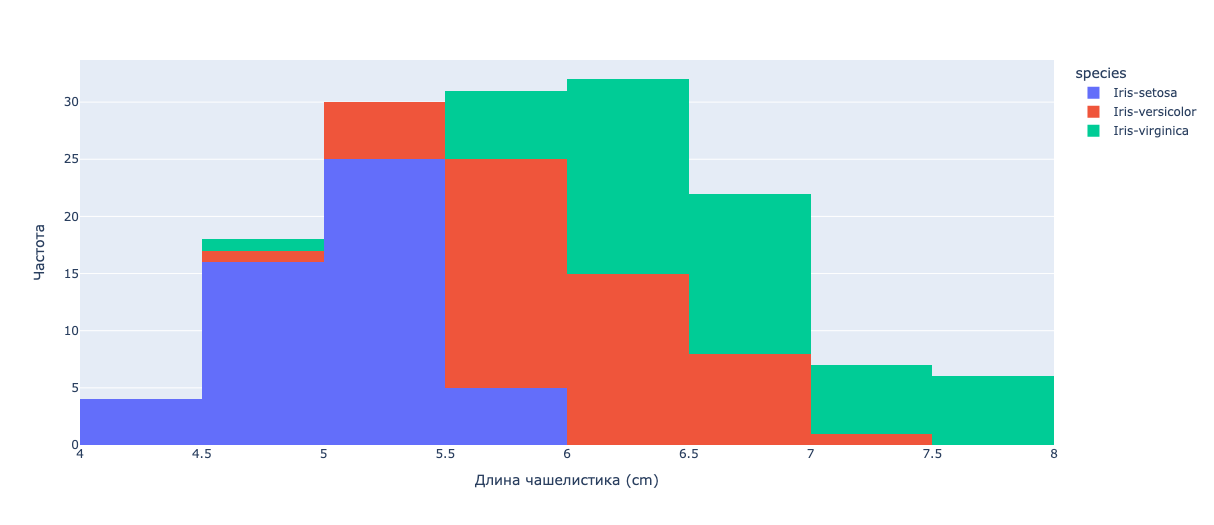 species
Iris-setosa
Iris-versicolor
Iris-virginica
Частота
30
25
20
15
10
5
0
4 4.5 5 5.5 6 6.5 7 7.5 8
Длина чашелистика (cm)